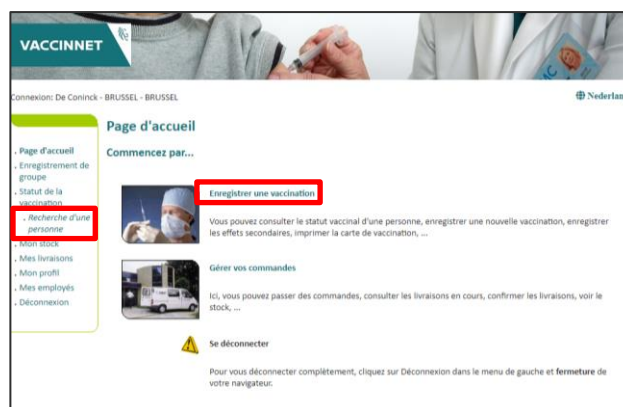 VACCINNET
Connexion: De Coninck - BRUSSEL - BRUSSEL
Nederlan
Page d'accueil
Commencez par...
. Page d'accueil
. Enregistrement de
groupe
. Statut de la
vaccination
. Recherche d'une
personne
. Mon stock
. Mes livraisons
. Mon profil
. Mes employés
. Déconnexion
Enregistrer une vaccination
Vous pouvez consulter le statut vaccinal d'une personne, enregistrer une nouvelle vaccination, enregistrer
les effets secondaires, imprimer la carte de vaccination, ...
Gérer vos commandes
Ici, vous pouvez passer des commandes, consulter les livraisons en cours, confirmer les livraisons, voir le
stock, ...
Se déconnecter
Pour vous déconnecter complètement, cliquez sur Déconnexion dans le menu de gauche et fermeture de
votre navigateur.